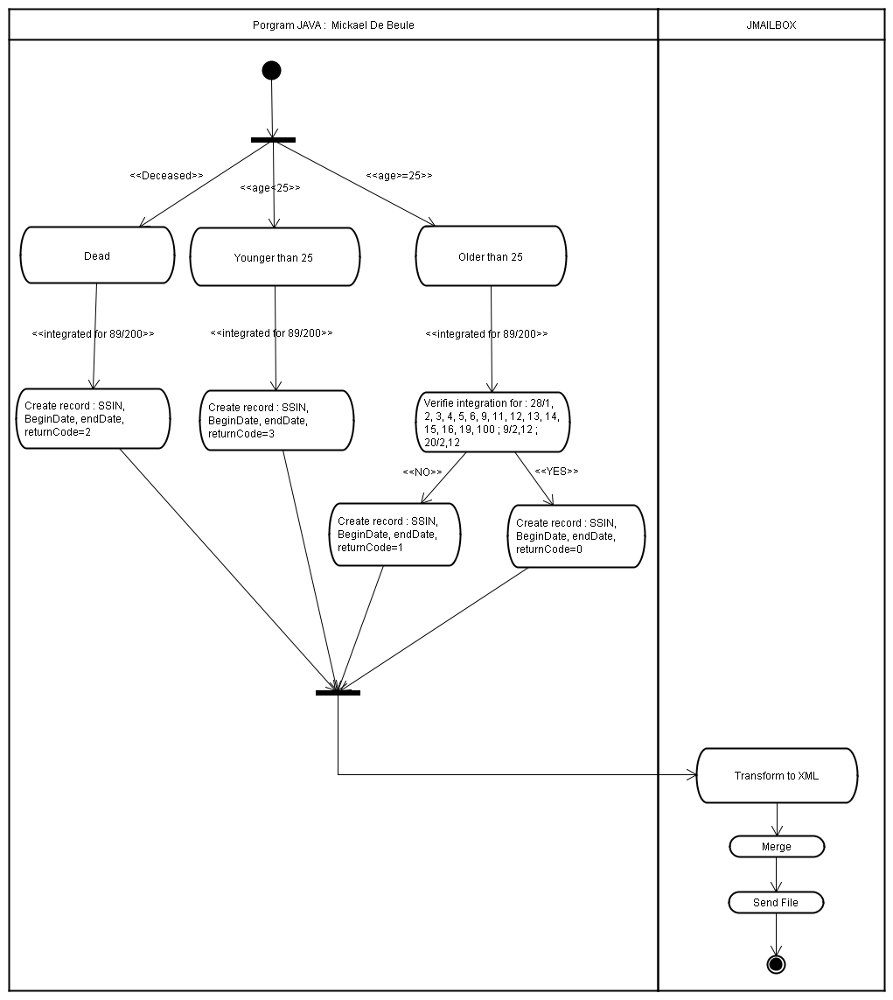 Porgram JAVA :  Mickael De Beule
JMAILBOX
<<Deceased>>
<<age<25>>
<<age>=25>>
Dead
Younger than 25
Older than 25
<<integrated for 89/200>>
<<integrated for 89/200>>
<<integrated for 89/200>>
Create record : SSIN,
BeginDate, endDate,
returnCode=2
Create record : SSIN,
BeginDate, endDate,
returnCode=3
Verifie integration for : 28/1,
2, 3, 4, 5, 6, 9, 11, 12, 13, 14,
15, 16, 19, 100 ; 9/2,12 ;
20/2,12
<<NO>>
<<YES>>
Create record : SSIN,
BeginDate, endDate,
returnCode=1
Create record : SSIN,
BeginDate, endDate,
returnCode=0
Transform to XML
Merge
Send File